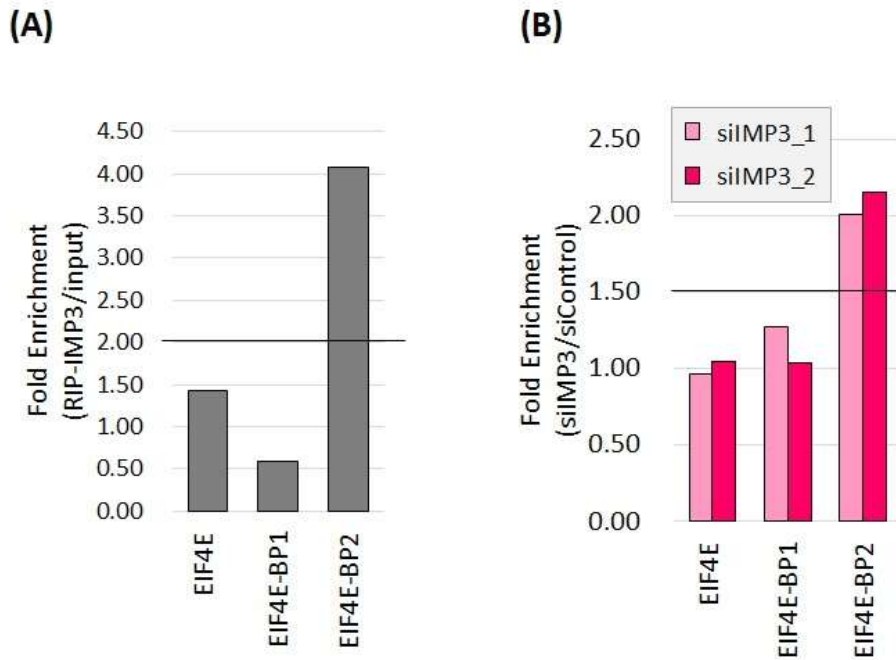 (A)
Fold Enrichment
(RIP-IMP3/input)
4.50
4.00
3.50
3.00
2.50
2.00
1.50
1.00
0.50
0.00
EIF4E
EIF4E-BP1
EIF4E-BP2
(B)
siIMP3_1
siIMP3_2
Fold Enrichment
(siIMP3/siControl)
2.50
2.00
1.50
1.00
0.50
0.00
EIF4E
EIF4E-BP1
EIF4E-BP2